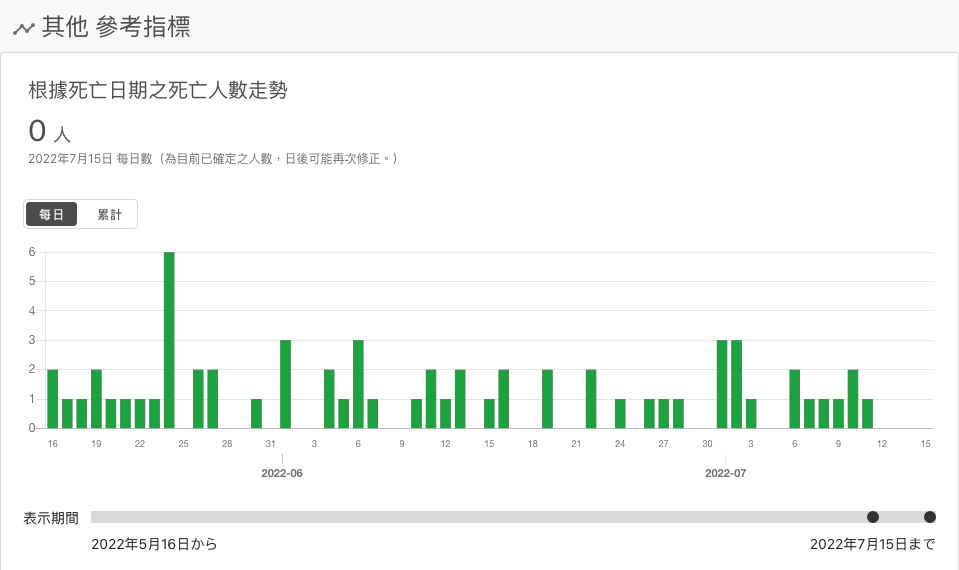 其他 參考指標
根據死亡日期之死亡人數走勢
0 人
2022年7月15日 每日數（為目前已確定之人數，日後可能再次修正。）
每日 累計
6
5
4
3
2
1
0
16 19 22 25 28 31 3 6 9 12 15 18 21 24 27 30 3 6 9 12 15
2022-06 2022-07
表示期間
2022年5月16日から 2022年7月15日まで